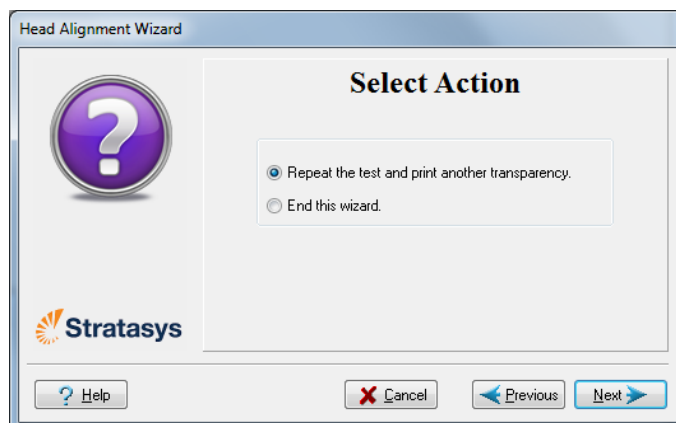 Head Alignment Wizard
Select Action
Repeat the test and print another transparency.
End this wizard.
Stratasys
? Help
Cancel
Previous
Next